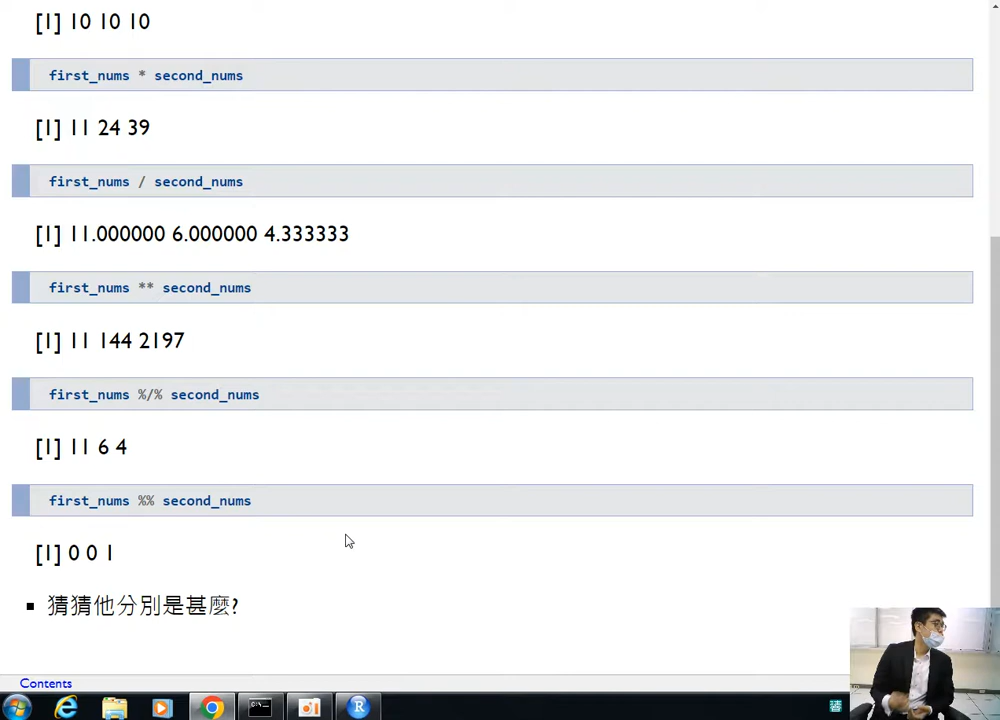 [1] 10 10 10
first_nums * second_nums
[1] 11 24 39
first_nums / second_nums
[1] 11.000000 6.000000 4.333333
first_nums ** second_nums
[1] 11 144 2197
first_nums %/% second_nums
[1] 11 6 4
first_nums %% second_nums
[1] 0 0 1
▪ 猜猜他分別是甚麼?
Contents